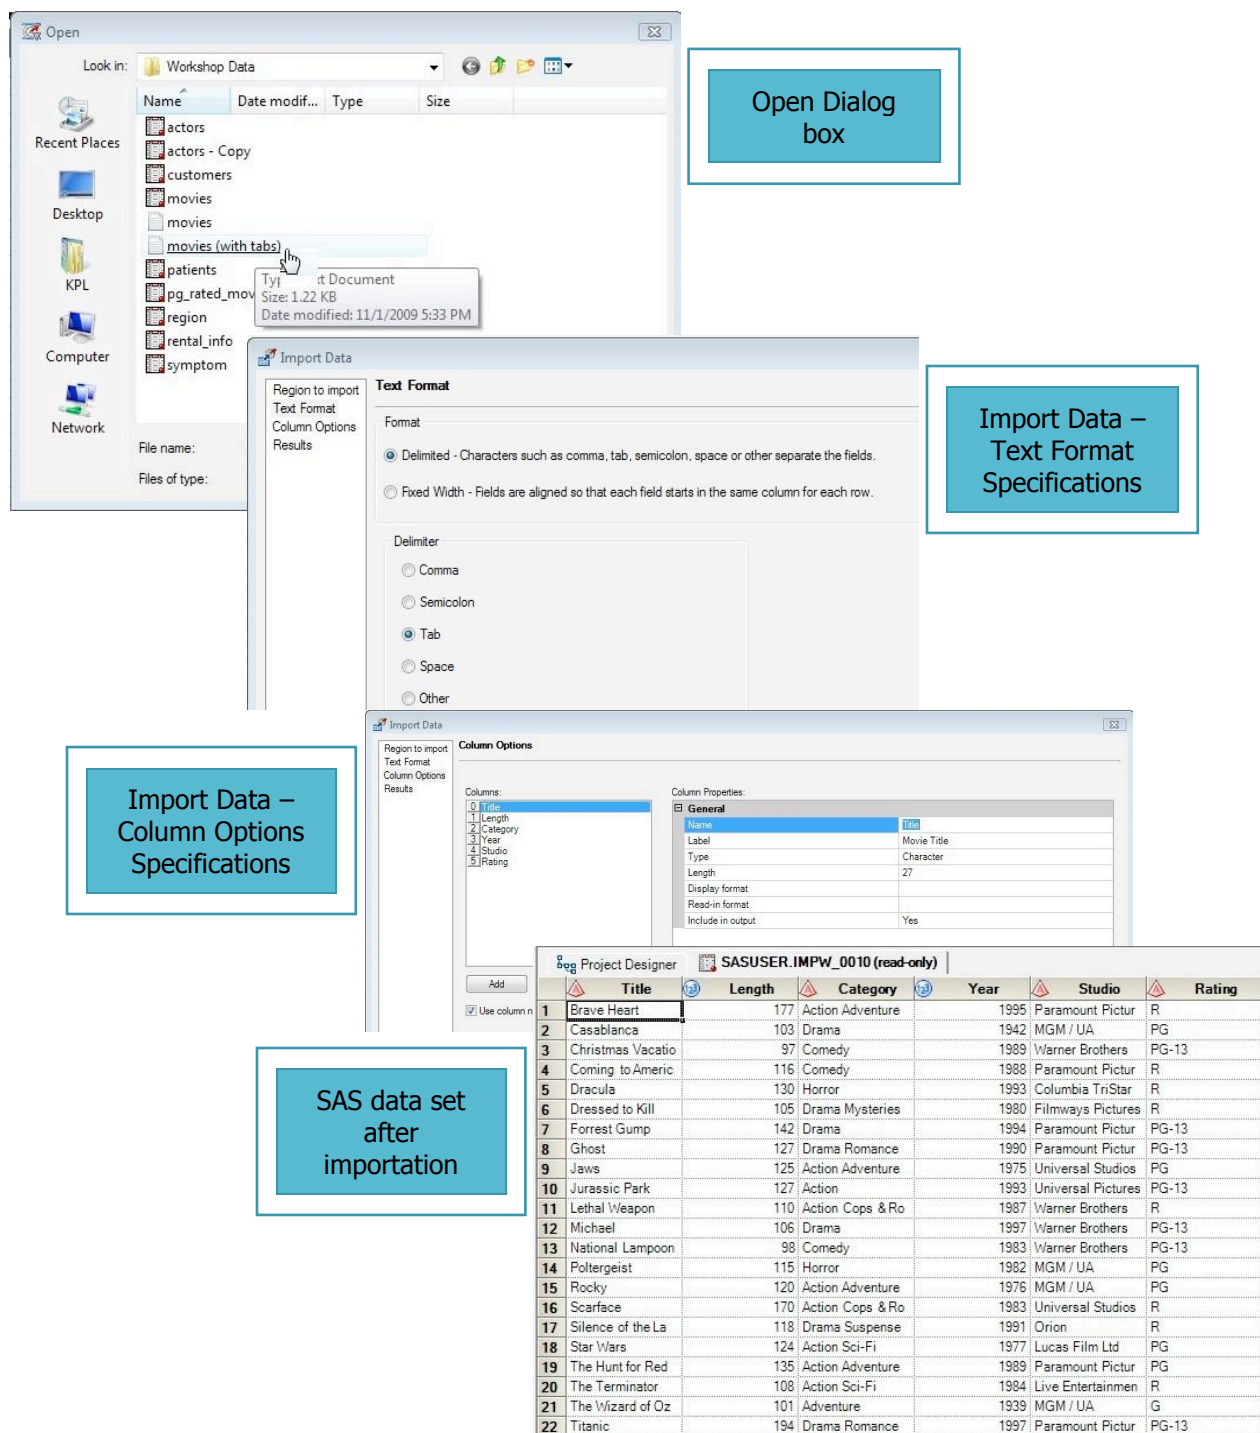 Open
Look in: Workshop Data
Name Date modif... Type Size
Recent Places
Desktop
KPL
Computer
Network
actors
actors - Copy
customers
movies
movies
movies (with tabs)
patients
pg_rated_mov
region
rental_info
symptom
Document
Size: 1.22 KB
Date modified: 11/1/2009 5:33 PM
File name:
Files of type:
Open Dialog
box
Import Data
Region to import
Text Format
Column Options
Results
Text Format
Format
Delimited - Characters such as comma, tab, semicolon, space or other separate the fields.
Fixed Width - Fields are aligned so that each field starts in the same column for each row.
Delimiter
Comma
Semicolon
Tab
Space
Other
Import Data –
Text Format
Specifications
Import Data
Region to import
Text Format
Column Options
Results
Column Options
Columns:
0 Title
1 Length
2 Category
3 Year
4 Studio
5 Rating
Add
Use column n
Column Properties:
General
Name Title
Label Movie Title
Type Character
Length 27
Display format
Read-in format
Include in output Yes
Import Data –
Column Options
Specifications
Project Designer SASUSER.IMPW_0010 (read-only)
Title Length Category Year Studio Rating
1 Brave Heart 177 Action Adventure 1995 Paramount Pictur R
2 Casablanca 103 Drama 1942 MGM / UA PG
3 Christmas Vacatio 97 Comedy 1989 Warner Brothers PG-13
4 Coming to Americ 116 Comedy 1988 Paramount Pictur R
5 Dracula 130 Horror 1993 Columbia TriStar R
6 Dressed to Kill 105 Drama Mysteries 1980 Filmways Pictures R
7 Forrest Gump 142 Drama 1994 Paramount Pictur PG-13
8 Ghost 127 Drama Romance 1990 Paramount Pictur PG-13
9 Jaws 125 Action Adventure 1975 Universal Studios PG
10 Jurassic Park 127 Action 1993 Universal Pictures PG-13
11 Lethal Weapon 110 Action Cops & Ro 1987 Warner Brothers R
12 Michael 106 Drama 1997 Warner Brothers PG-13
13 National Lampoon 98 Comedy 1983 Warner Brothers PG-13
14 Poltergeist 115 Horror 1982 MGM / UA PG
15 Rocky 120 Action Adventure 1976 MGM / UA PG
16 Scarface 170 Action Cops & Ro 1983 Universal Studios R
17 Silence of the La 118 Drama Suspense 1991 Orion R
18 Star Wars 124 Action Sci-Fi 1977 Lucas Film Ltd PG
19 The Hunt for Red 135 Action Adventure 1989 Paramount Pictur PG
20 The Terminator 108 Action Sci-Fi 1984 Live Entertainmen R
21 The Wizard of Oz 101 Adventure 1939 MGM / UA G
22 Titanic 194 Drama Romance 1997 Paramount Pictur PG-13
SAS data set
after
importation